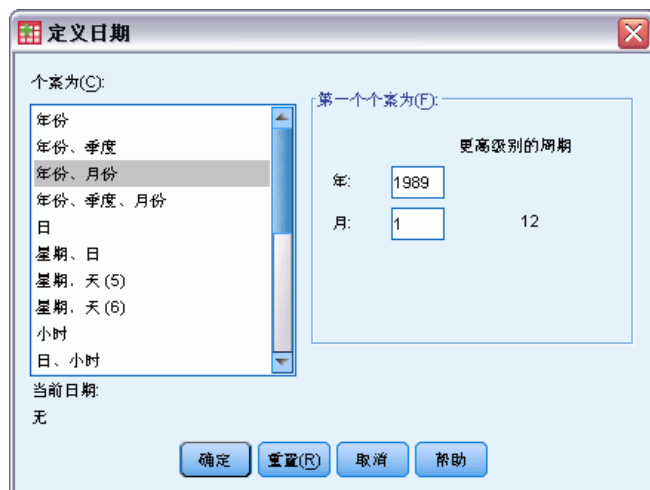 定义日期
个案为(C):
年份
年份、季度
年份、月份
年份、季度、月份
日
星期、日
星期，天(5)
星期，天(6)
小时
日、小时
当前日期:
无
第一个个案为(F):
更高级别的周期
年: 1989
月: 1 12
确定 重置(R) 取消 帮助